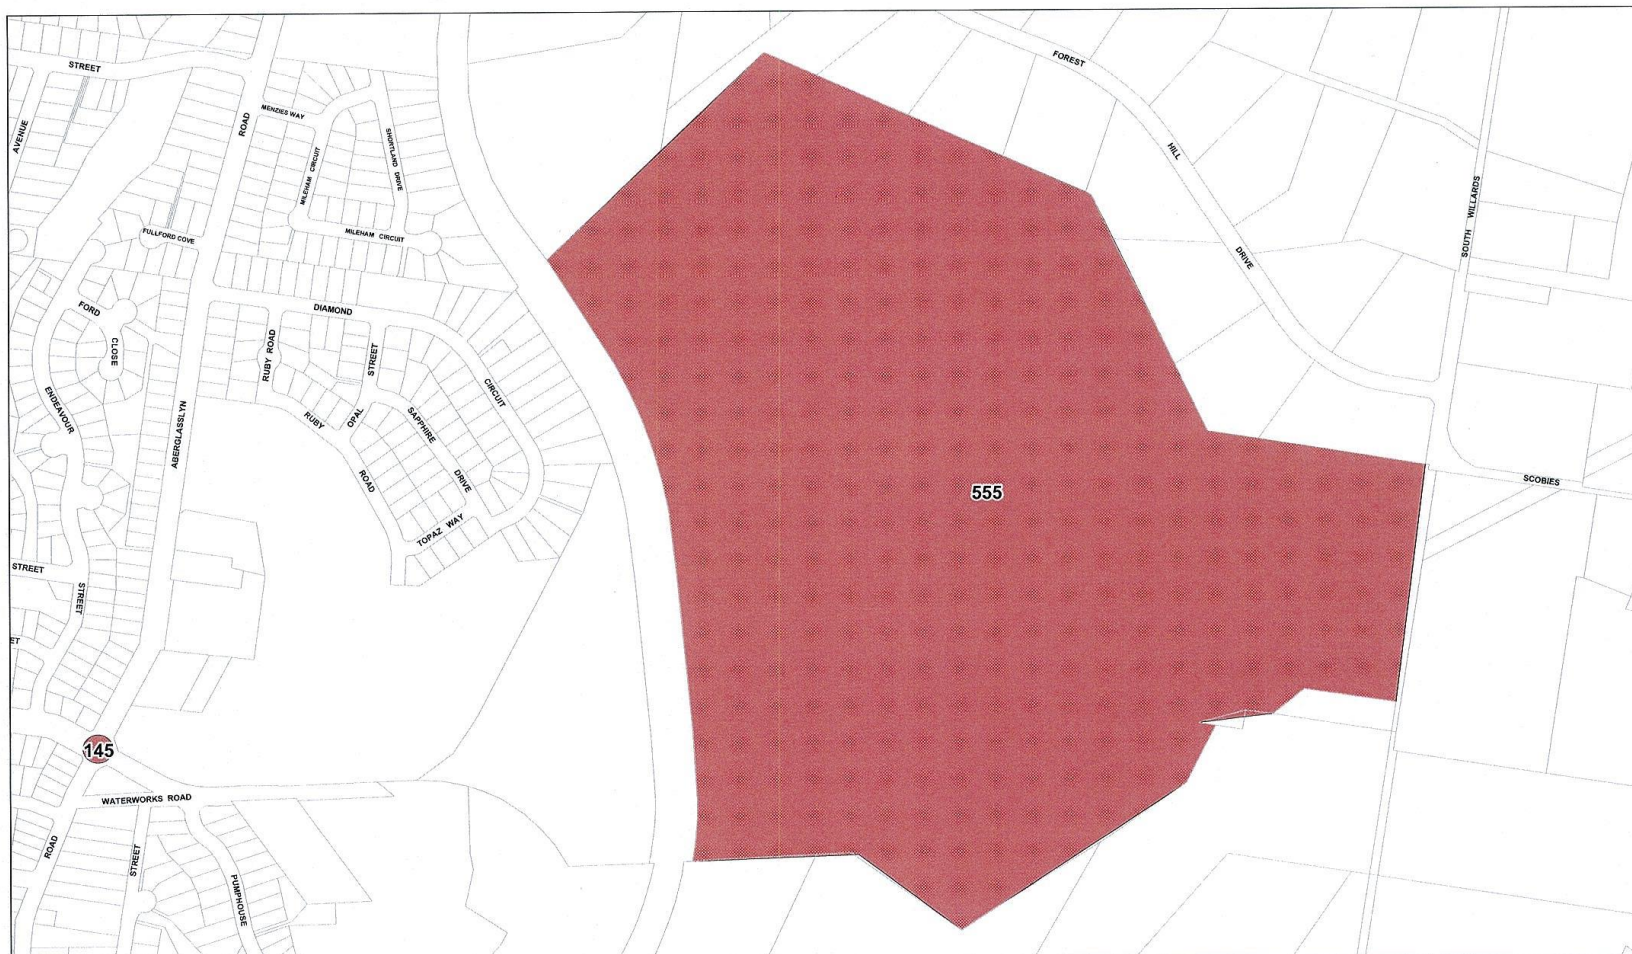 STREET
AVENUE
ROAD
MENZIES WAY
MILEHAM CIRCUIT
SHORTLAND DRIVE
MILEHAM CIRCUIT
FULLFORD COVE
FOREST
HILL
DRIVE
SOUTH WILLARDS
FORD
CLOSE
DIAMOND
CIRCUIT
RUBY ROAD
STREET
OPAL
RUBY
ROAD
SAPPHIRE
DRIVE
TOPAZ WAY
ENDEAVOUR
STREET
ABERGLASSLYN
555
SCOBIES
STREET
ET
145
WATERWORKS ROAD
ROAD
STREET
PUMPHOUSE